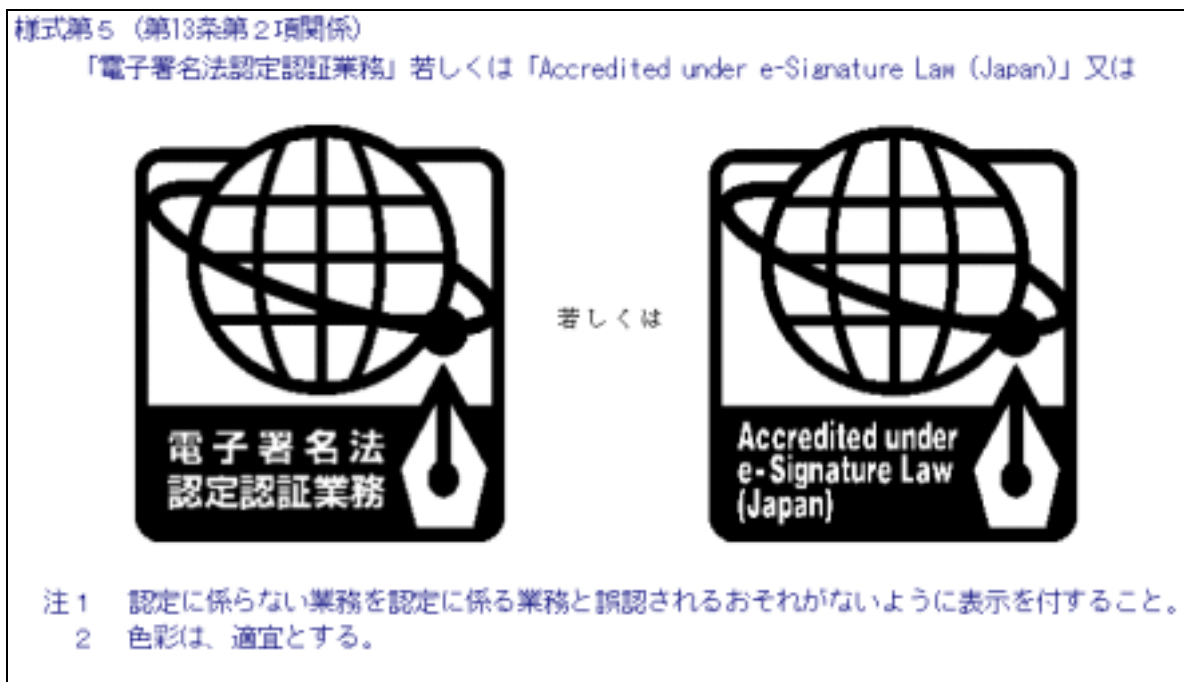 様式第5（第13条第2項関係）
「電子署名法認定認証業務」若しくは「Accredited under e-Signature Law (Japan)」又は
電子署名法
認定認証業務
若しくは
Accredited under
e-Signature Law
(Japan)
注1　認定に係らない業務を認定に係る業務と誤認されるおそれがないように表示を付すること。
2　色彩は、適宜とする。